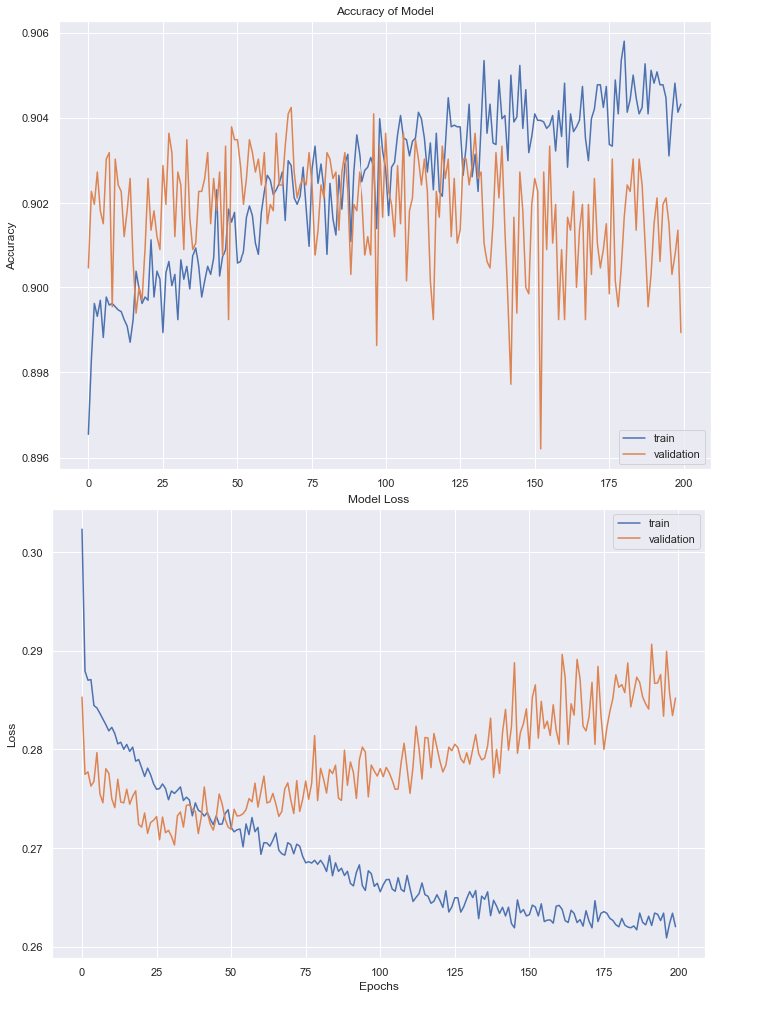 Accuracy of Model
0.906
0.904
0.902
0.900
0.898
0.896
Accuracy
train
validation
0 25 50 75 100 125 150 175 200
Model Loss
train
validation
0.30
0.29
0.28
0.27
0.26
Loss
0 25 50 75 100 125 150 175 200
Epochs